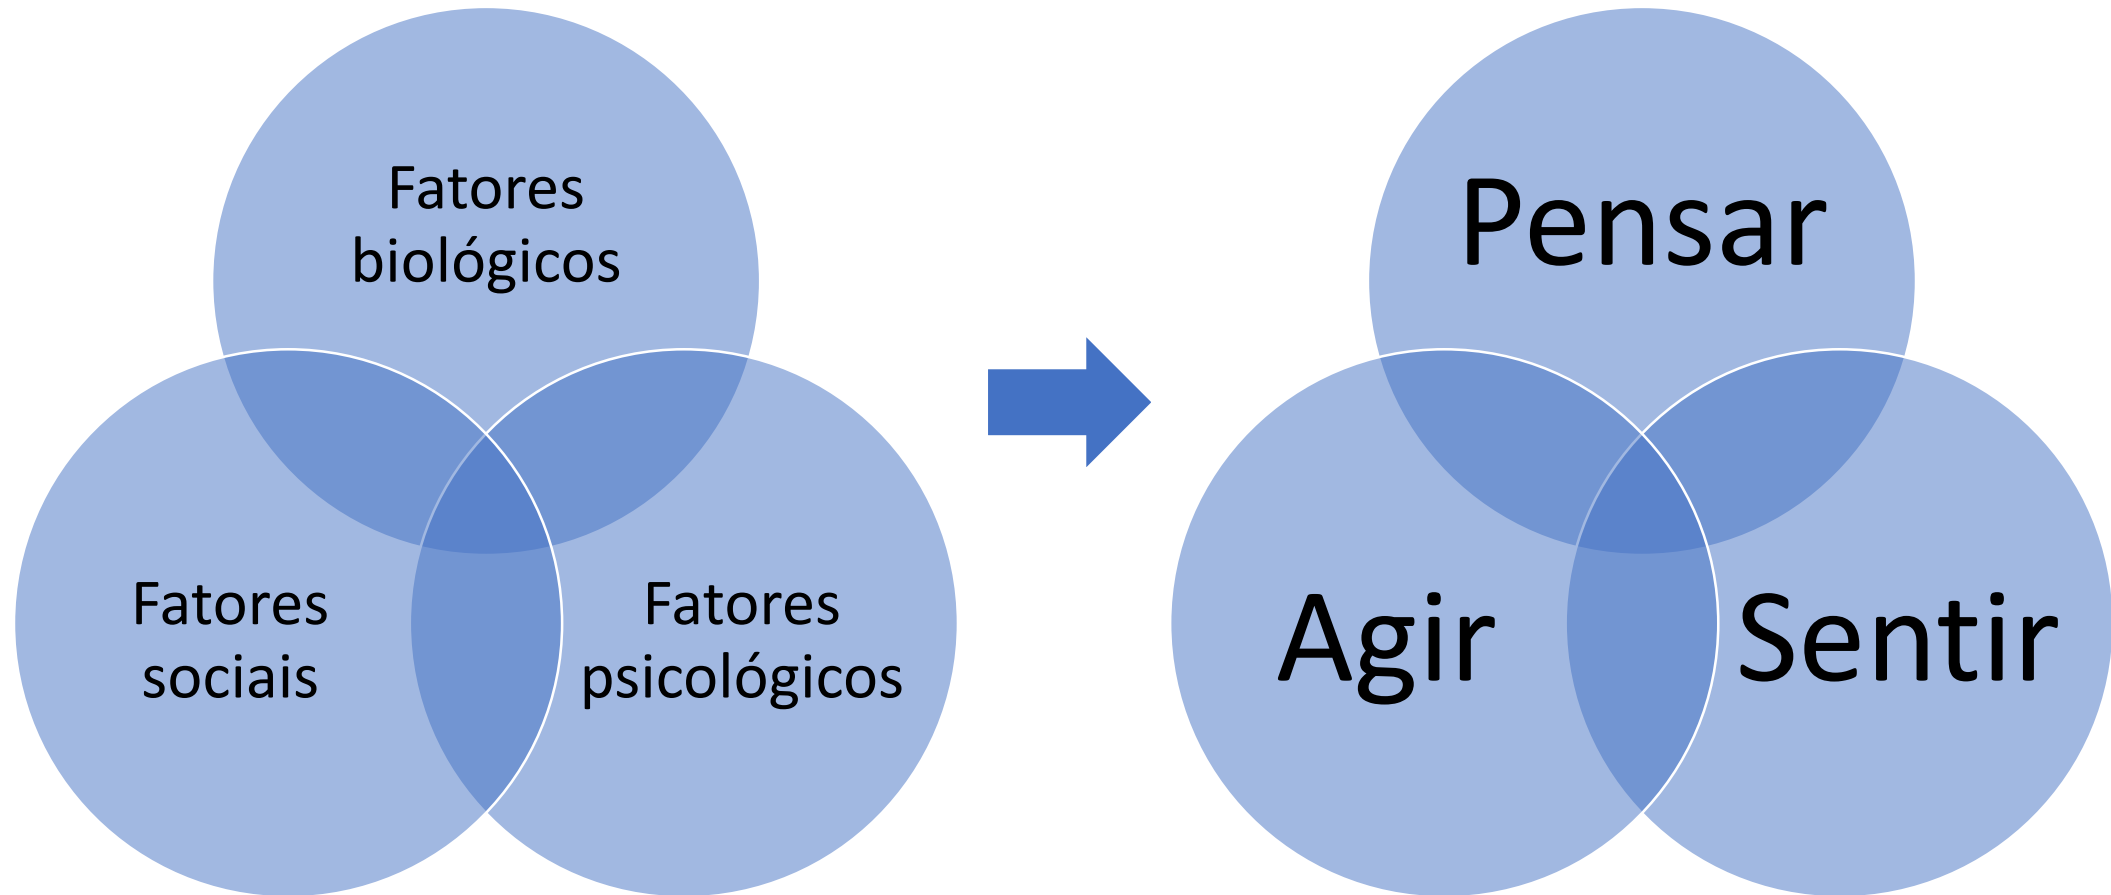 Fatores
biológicos
Fatores
sociais
Fatores
psicológicos
Pensar
Agir
Sentir